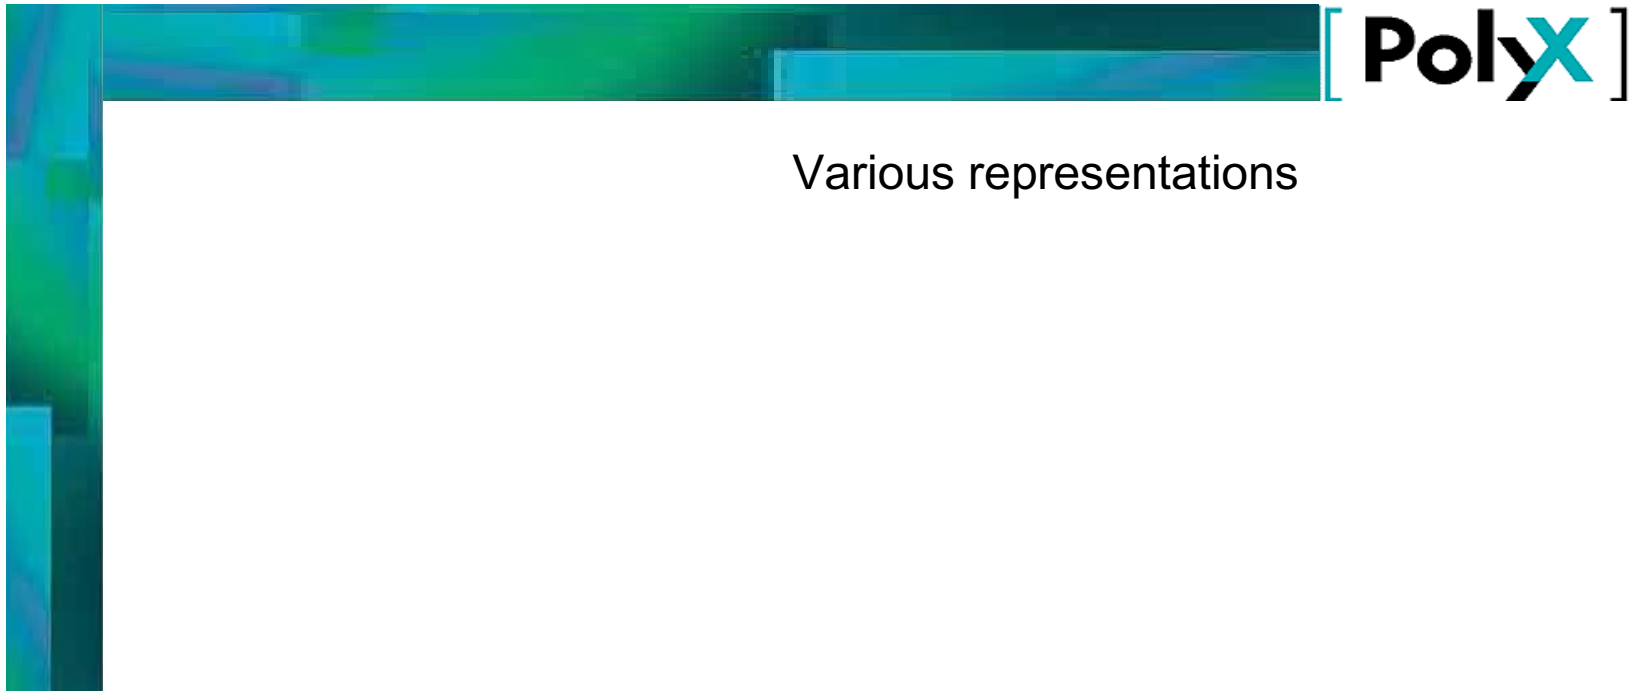 [ PolyX ]
Various representations